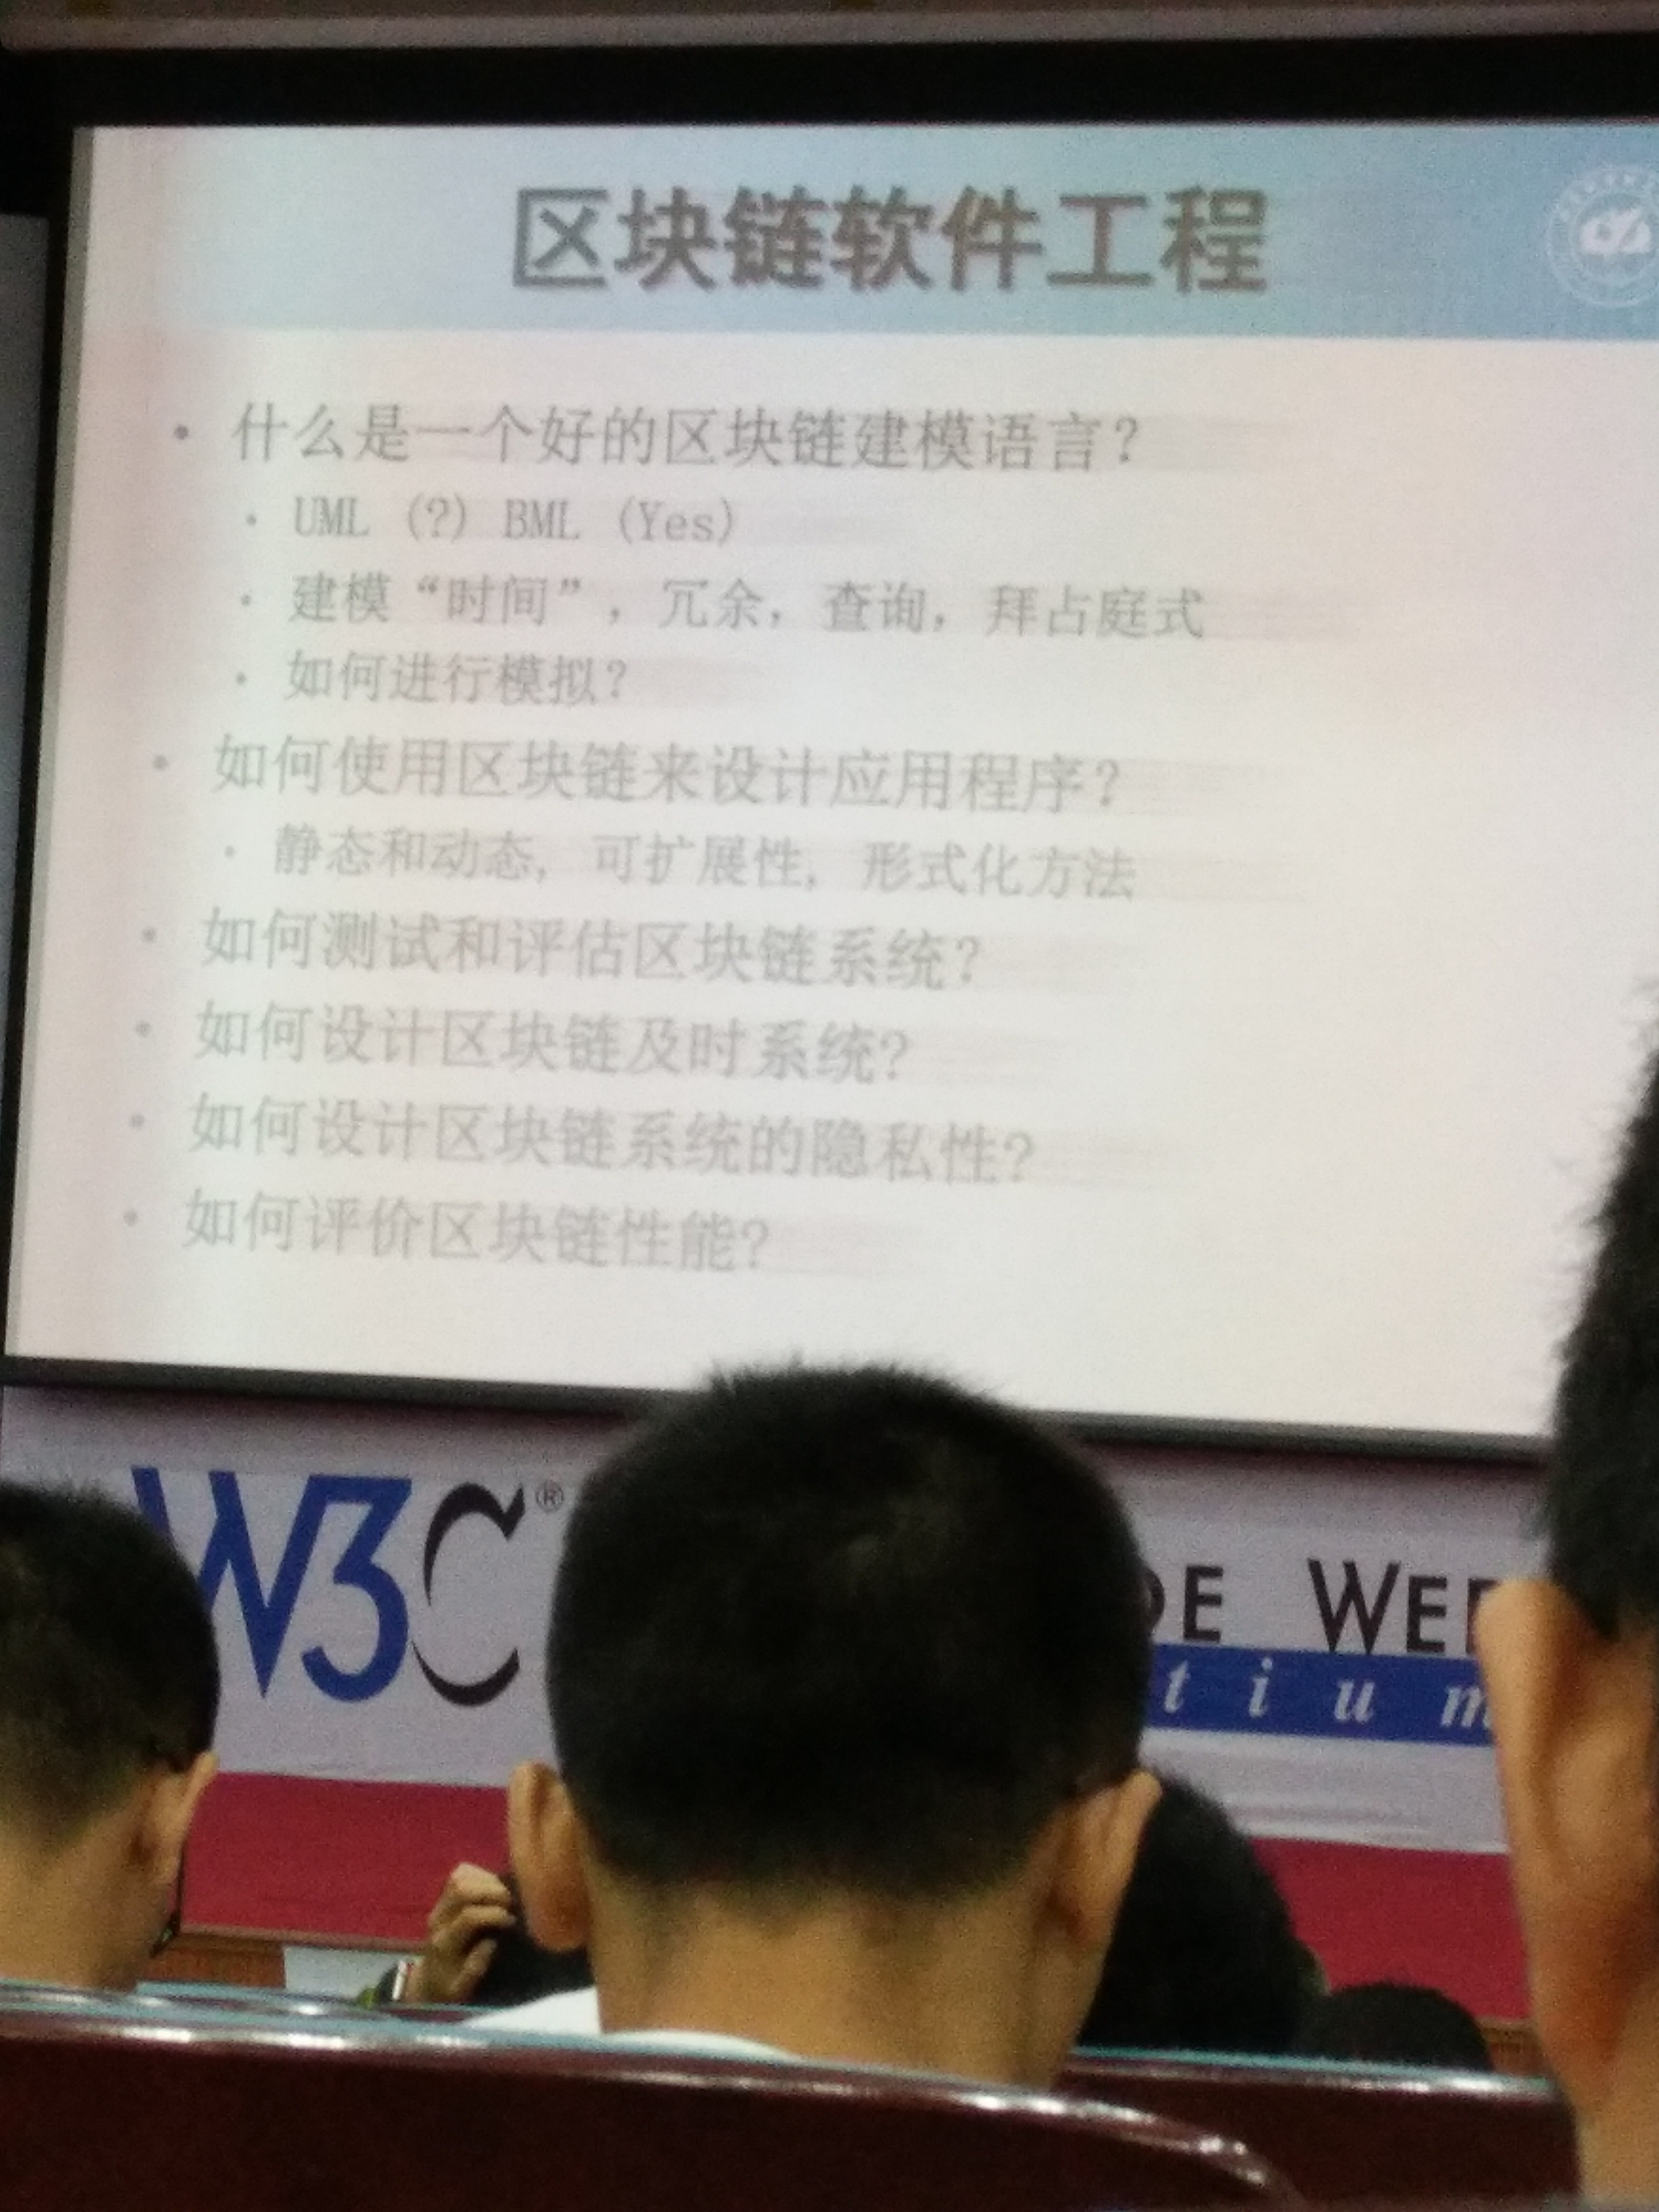 区块链软件工程
• 什么是一个好的区块链建模语言？
• UML (?) BML (Yes)
• 建模“时间”，冗余，查询，拜占庭式
• 如何进行模拟？
• 如何使用区块链来设计应用程序？
• 静态和动态，可扩展性，形式化方法
• 如何测试和评估区块链系统？
• 如何设计区块链及时系统？
• 如何设计区块链系统的隐私性？
• 如何评价区块链性能？
W3C®
DE WEB
tium